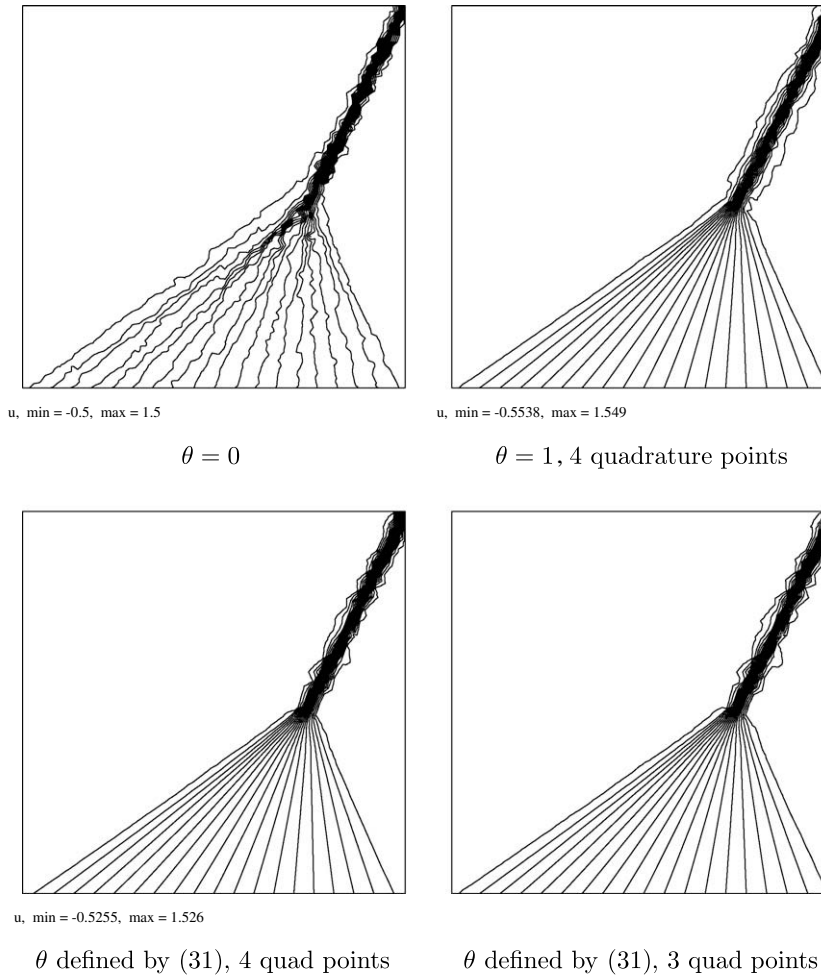 u, min = -0.5, max = 1.5
u, min = -0.5538, max = 1.549
θ = 0
θ = 1, 4 quadrature points
u, min = -0.5255, max = 1.526
θ defined by (31), 4 quad points
θ defined by (31), 3 quad points